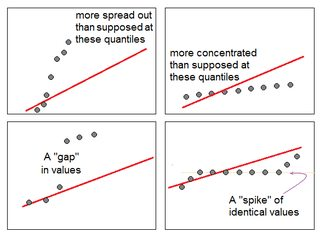 more spread out
than supposed at
these quantiles
more concentrated
than supposed at
these quantiles
A "gap"
in values
A "spike" of
identical values